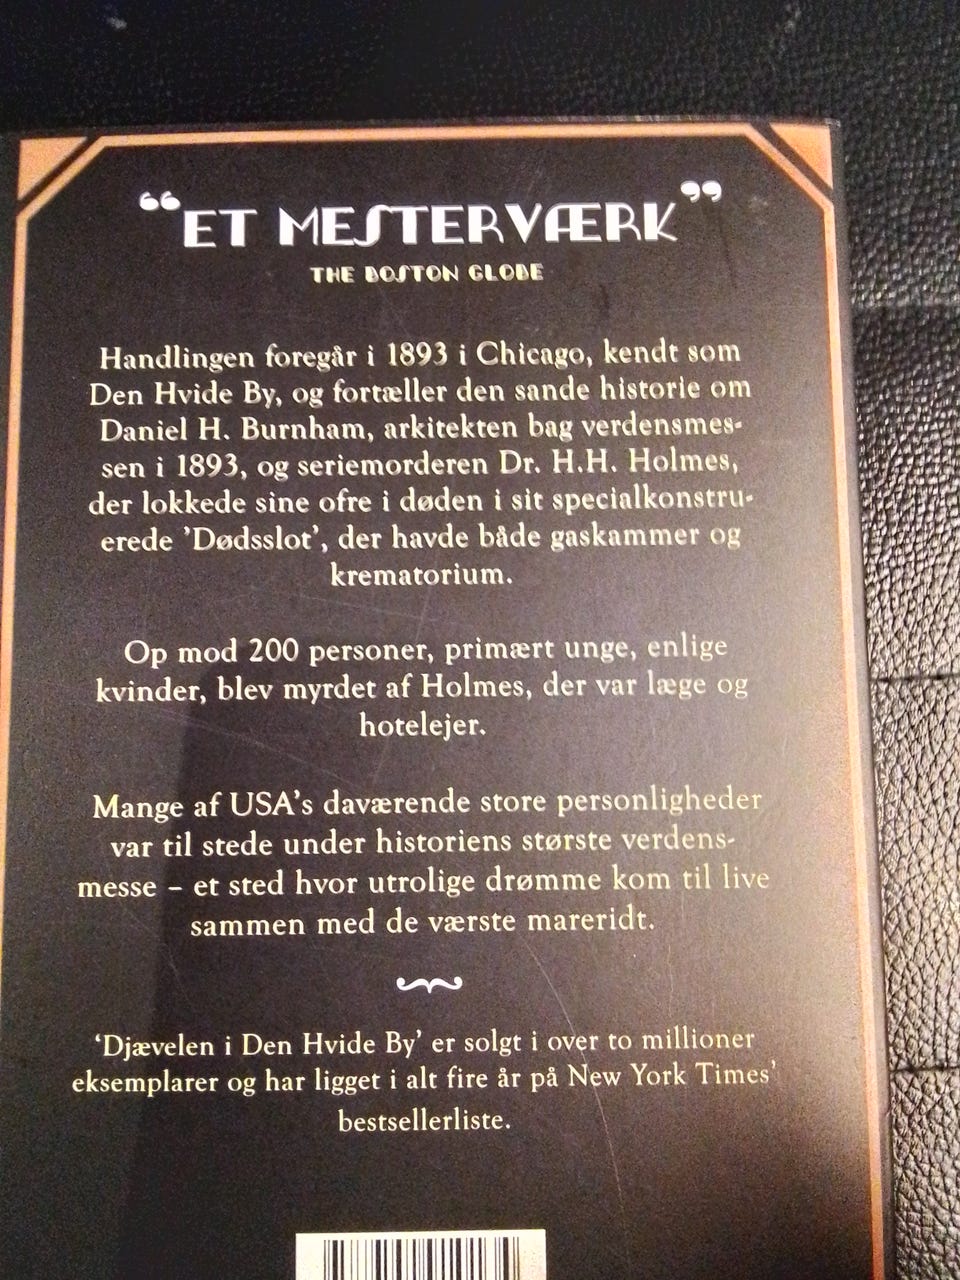 “ET MESTERVÆRK”
THE BOSTON GLOBE
Handlingen foregår i 1893 i Chicago, kendt som
Den Hvide By, og fortæller den sande historie om
Daniel H. Burnham, arkitekten bag verdensmes-
sen i 1893, og seriemorderen Dr. H.H. Holmes,
der lokkede sine ofre i døden i sit specialkonstru-
erede ’Dødsslot’, der havde både gaskammer og
krematorium.
Op mod 200 personer, primært unge, enlige
kvinder, blev myrdet af Holmes, der var læge og
hotelejer.
Mange af USA’s daværende store personligheder
var til stede under historiens største verdens-
messe – et sted hvor utrolige drømme kom til live
sammen med de værste mareridt.
‘Djævelen i Den Hvide By’ er solgt i over to millioner
eksemplarer og har ligget i alt fire år på New York Times’
bestsellerliste.